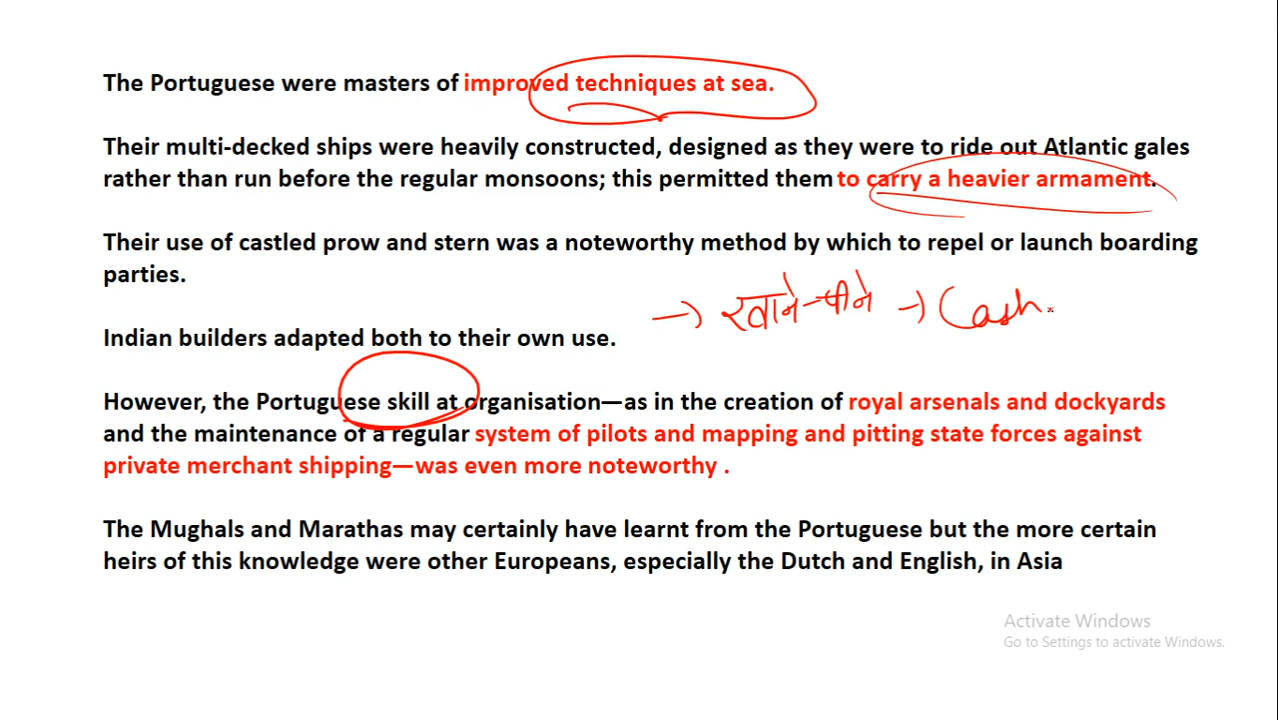 The Portuguese were masters of improved techniques at sea.
Their multi-decked ships were heavily constructed, designed as they were to ride out Atlantic gales
rather than run before the regular monsoons; this permitted them to carry a heavier armament.
Their use of castled prow and stern was a noteworthy method by which to repel or launch boarding
parties.
→ खाने-पीने → Cash
Indian builders adapted both to their own use.
However, the Portuguese skill at organisation—as in the creation of royal arsenals and dockyards
and the maintenance of a regular system of pilots and mapping and pitting state forces against
private merchant shipping—was even more noteworthy .
The Mughals and Marathas may certainly have learnt from the Portuguese but the more certain
heirs of this knowledge were other Europeans, especially the Dutch and English, in Asia
Activate Windows
Go to Settings to activate Windows.